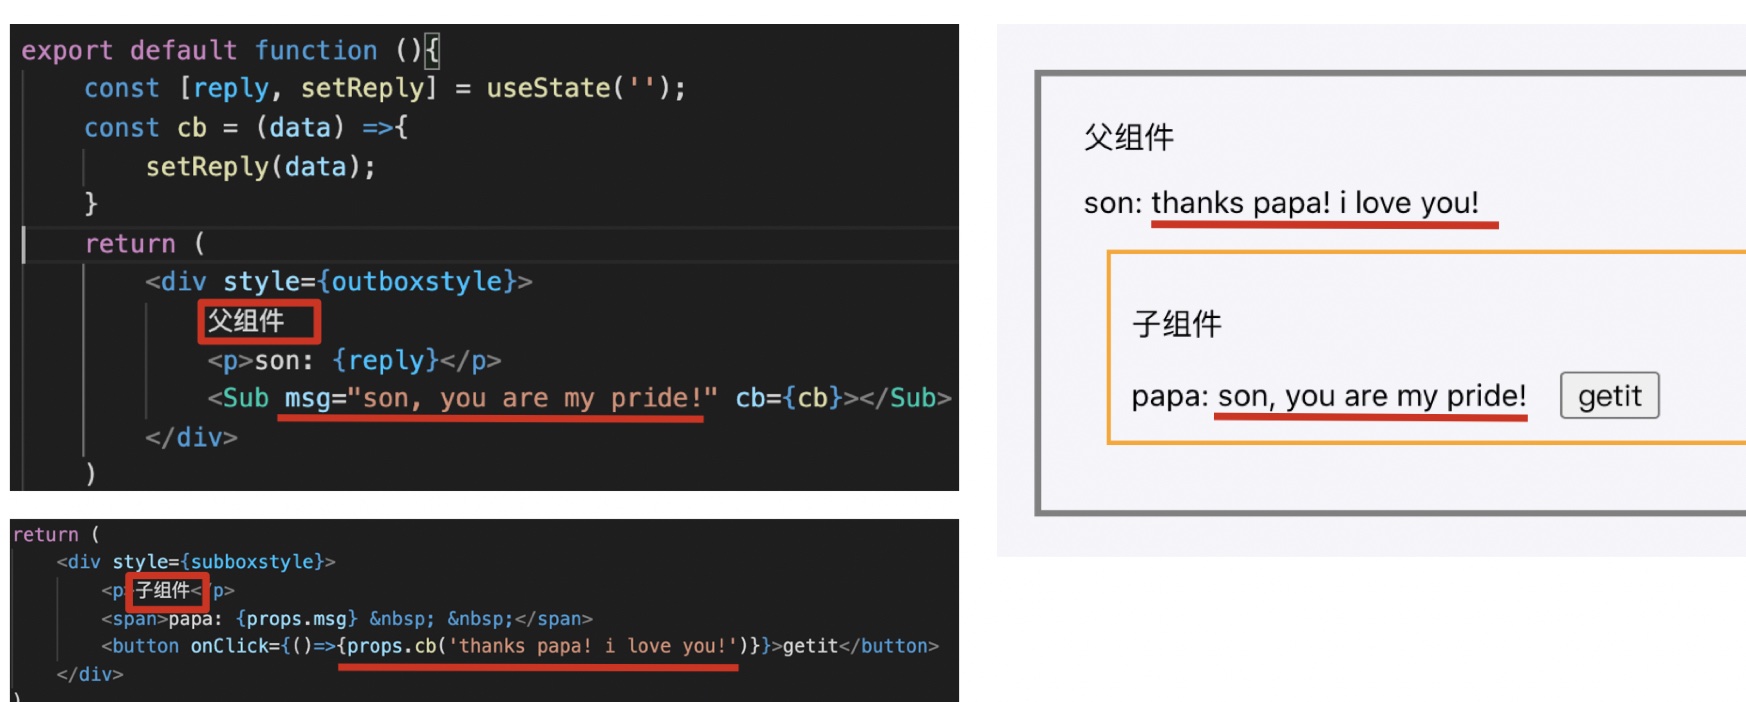 export default function (){
const [reply, setReply] = useState('');
const cb = (data) =>{
setReply(data);
}
return (
<div style={outboxstyle}>
父组件
<p>son: {reply}</p>
<Sub msg="son, you are my pride!" cb={cb}></Sub>
</div>
)
return (
<div style={subboxstyle}>
<p>子组件</p>
<span>papa: {props.msg} &nbsp; &nbsp;</span>
<button onClick={()=>{props.cb('thanks papa! i love you!')}}>getit</button>
</div>
)
父组件
son: thanks papa! i love you!
子组件
papa: son, you are my pride! getit